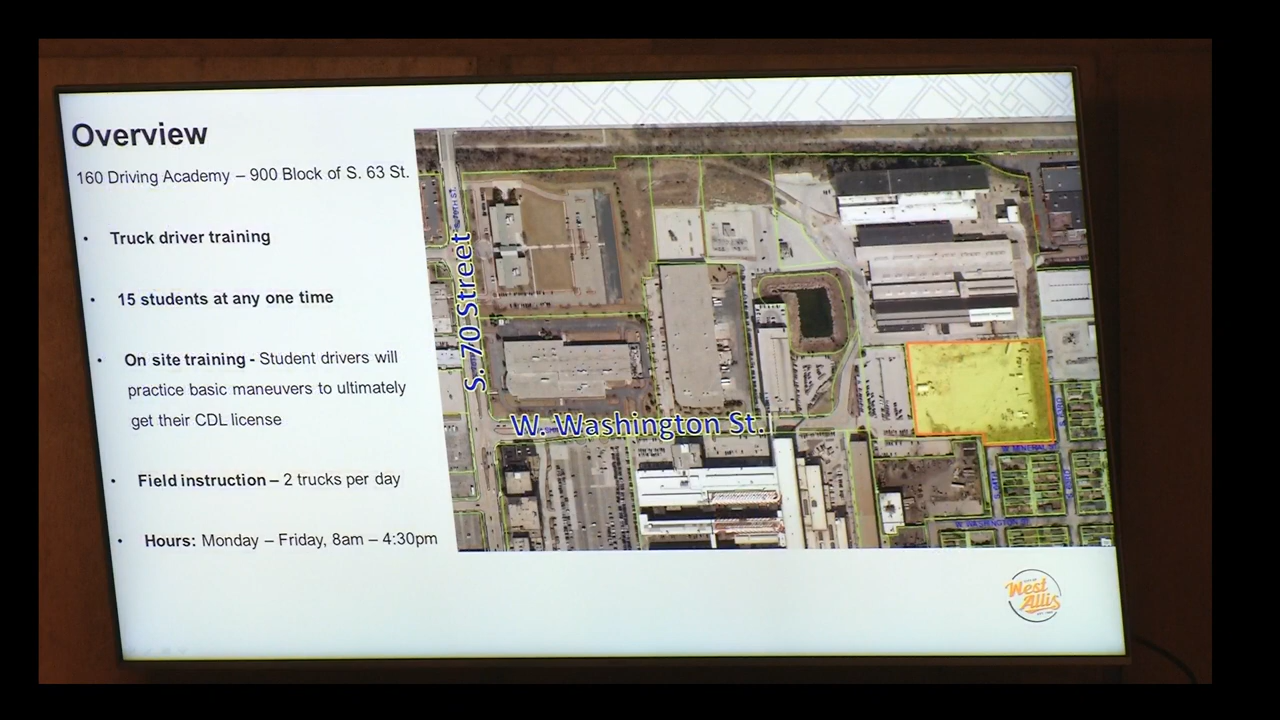 Overview
160 Driving Academy – 900 Block of S. 63 St.
• Truck driver training
• 15 students at any one time
• On site training - Student drivers will
practice basic maneuvers to ultimately
get their CDL license
• Field instruction – 2 trucks per day
• Hours: Monday – Friday, 8am – 4:30pm
S. 70 Street
W. Washington St.
W. WASHINGTON ST.
West
Allis